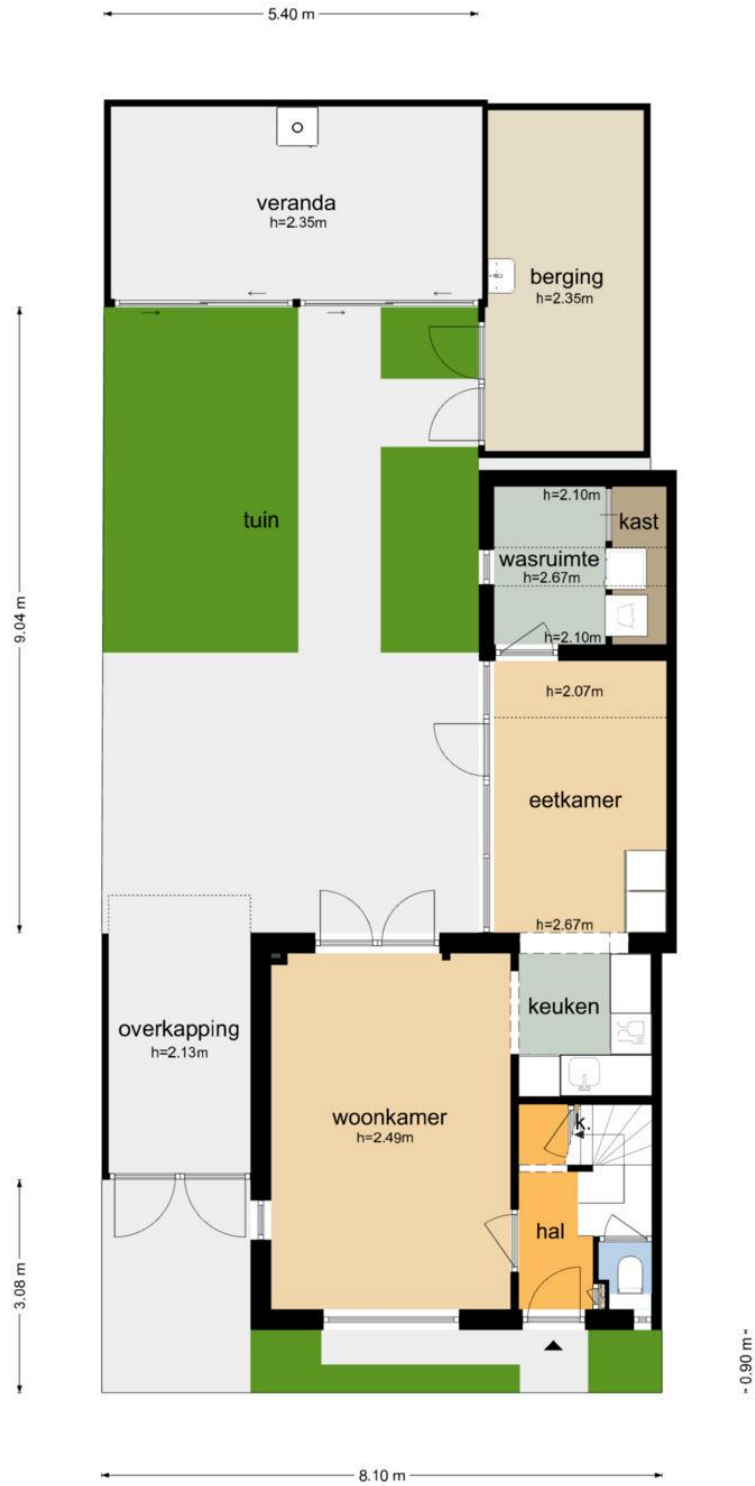 5.40 m
veranda
h=2.35m
berging
h=2.35m
9.04 m
tuin
h=2.10m
kast
wasruimte
h=2.67m
h=2.10m
h=2.07m
eetkamer
h=2.67m
keuken
overkapping
h=2.13m
woonkamer
h=2.49m
k.
hal
3.08 m
0.90 m
8.10 m